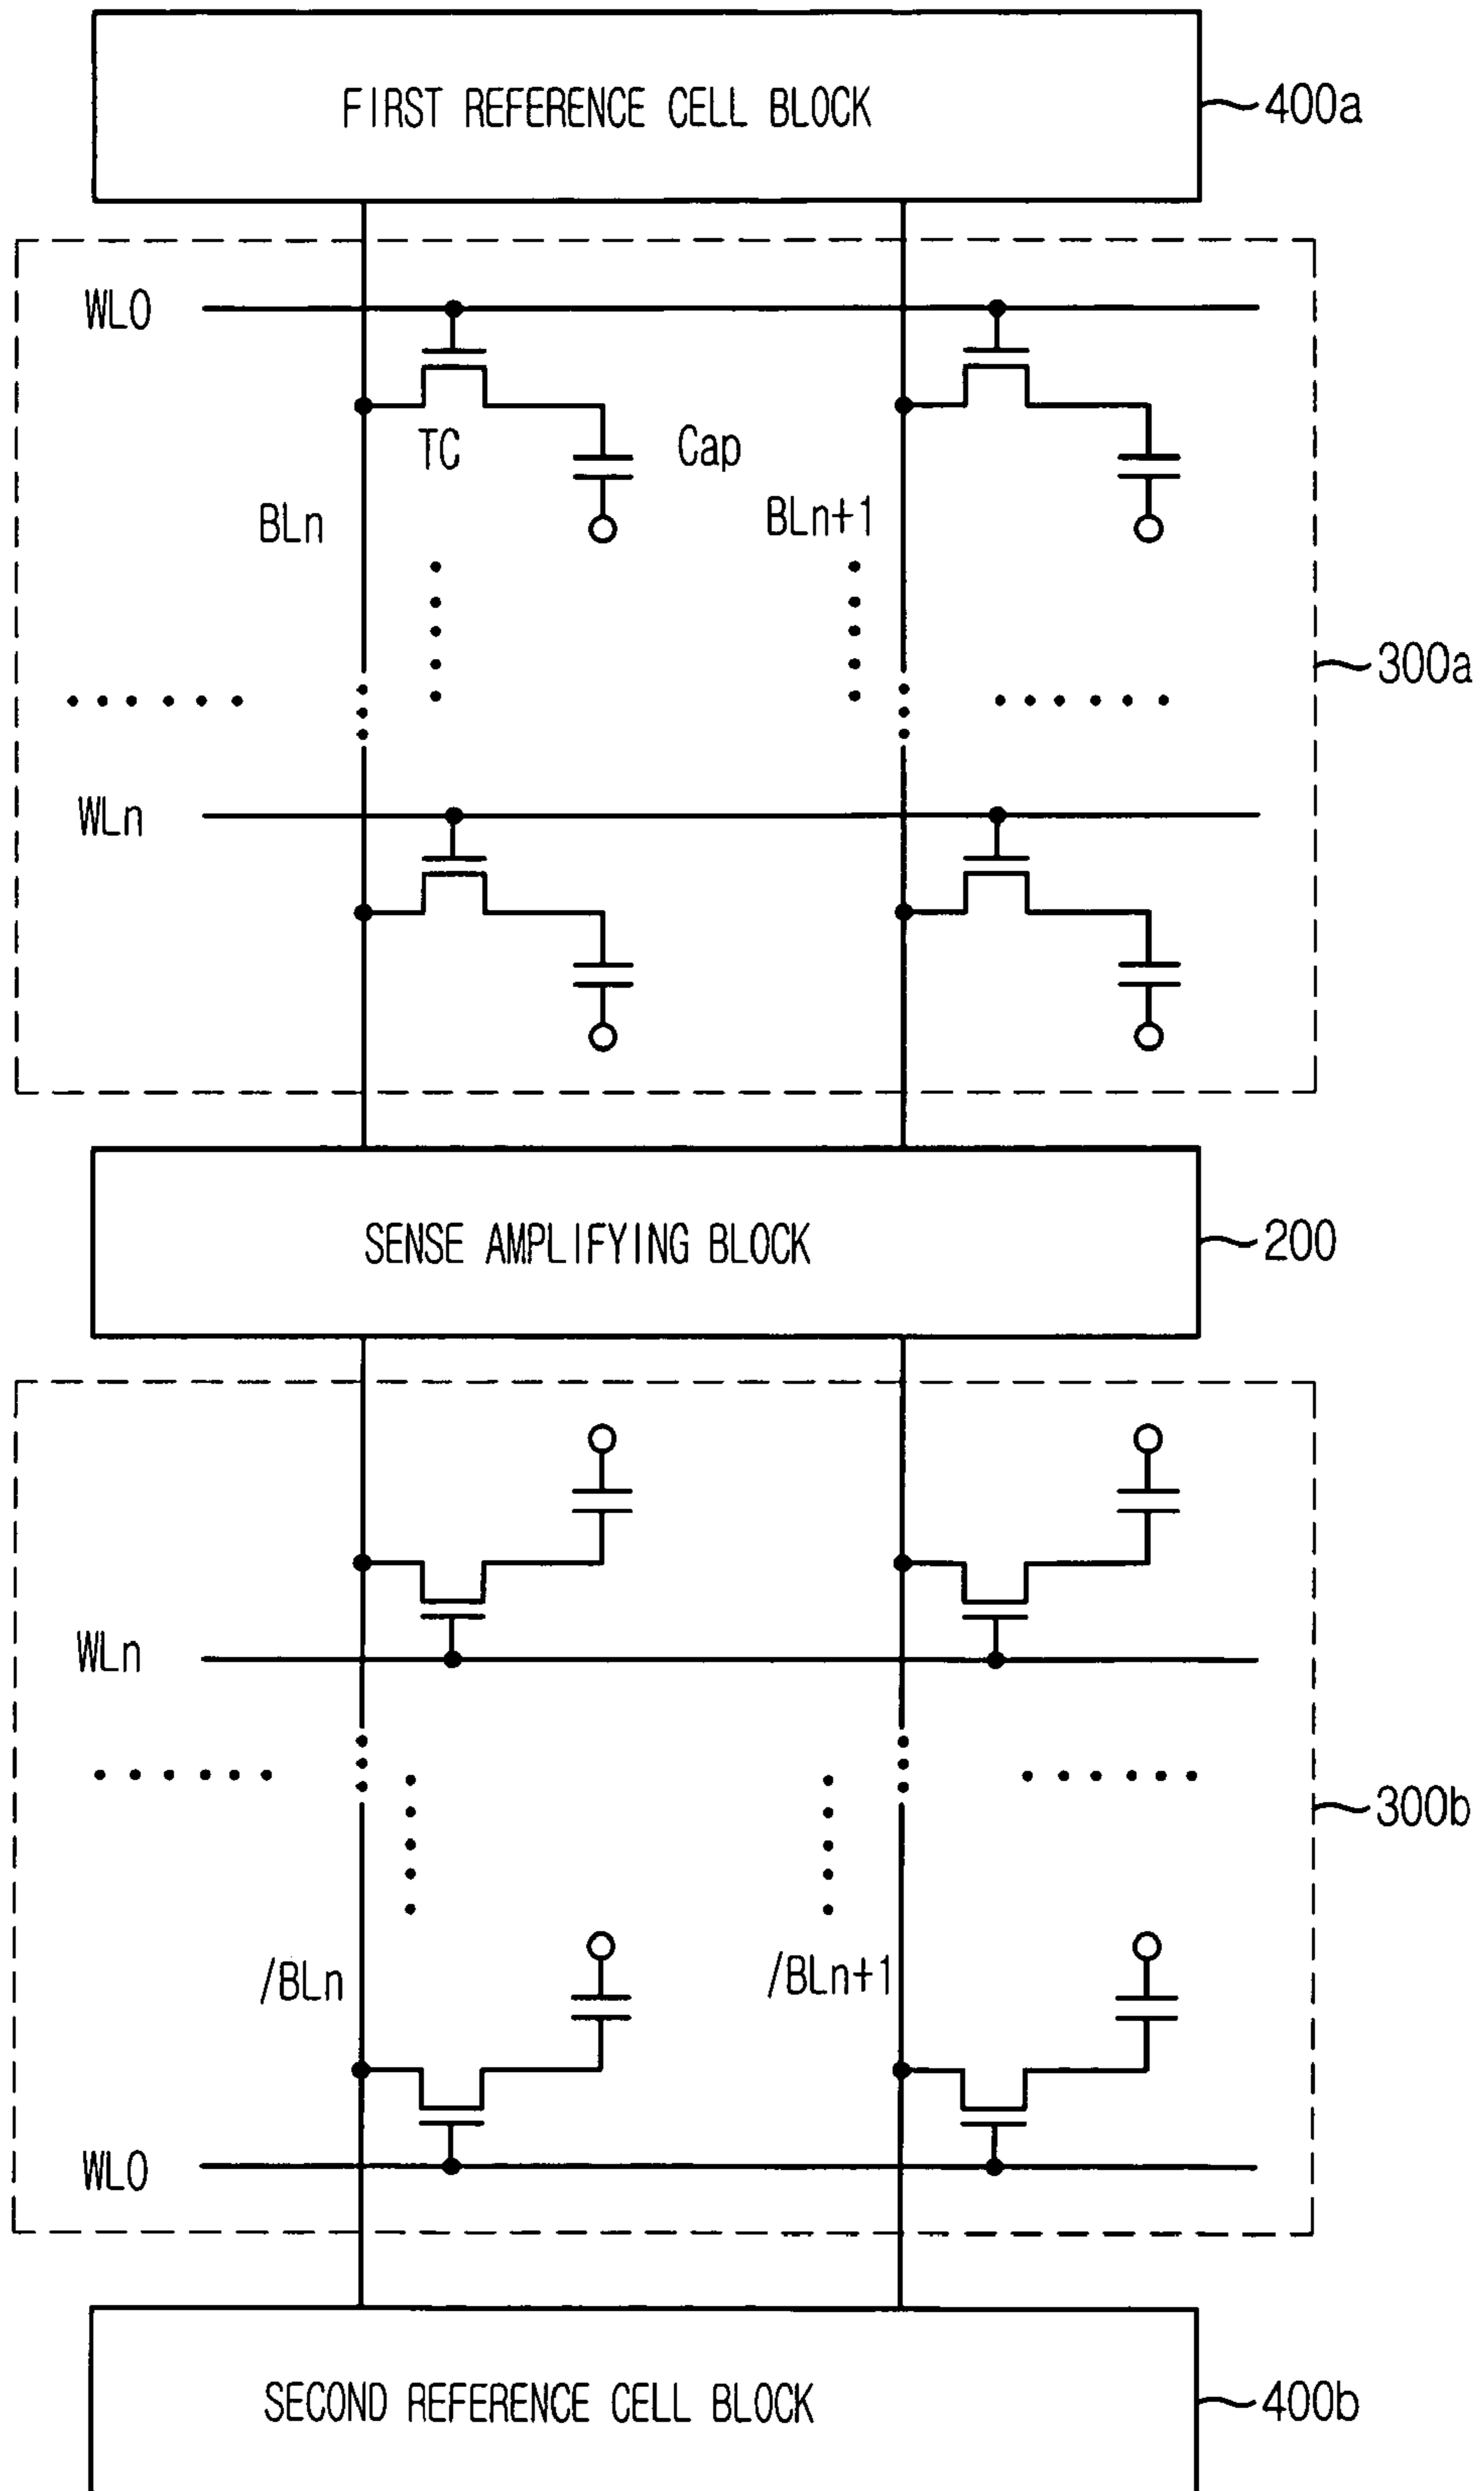 FIRST REFERENCE CELL BLOCK
400a
WL0
TC
Cap
BLn
BLn+1
300a
WLn
SENSE AMPLIFYING BLOCK
200
WLn
300b
/BLn
/BLn+1
WL0
SECOND REFERENCE CELL BLOCK
400b